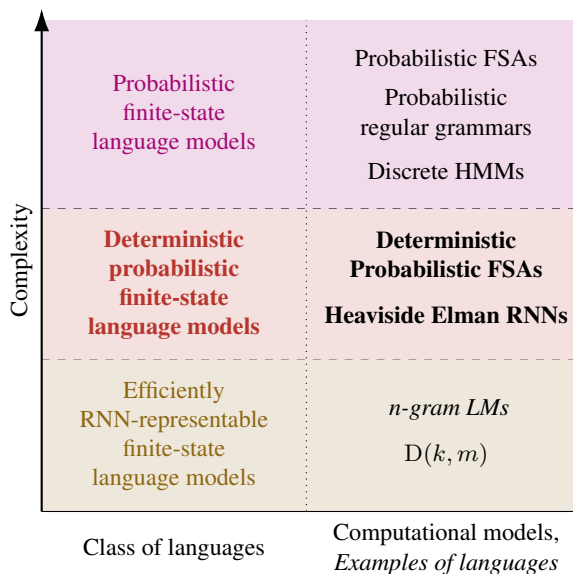 Complexity
Probabilistic
finite-state
language models
Probabilistic FSAs
Probabilistic
regular grammars
Discrete HMMs
Deterministic
probabilistic
finite-state
language models
Deterministic
Probabilistic FSAs
Heaviside Elman RNNs
Efficiently
RNN-representable
finite-state
language models
n-gram LMs
D(k, m)
Class of languages
Computational models,
Examples of languages